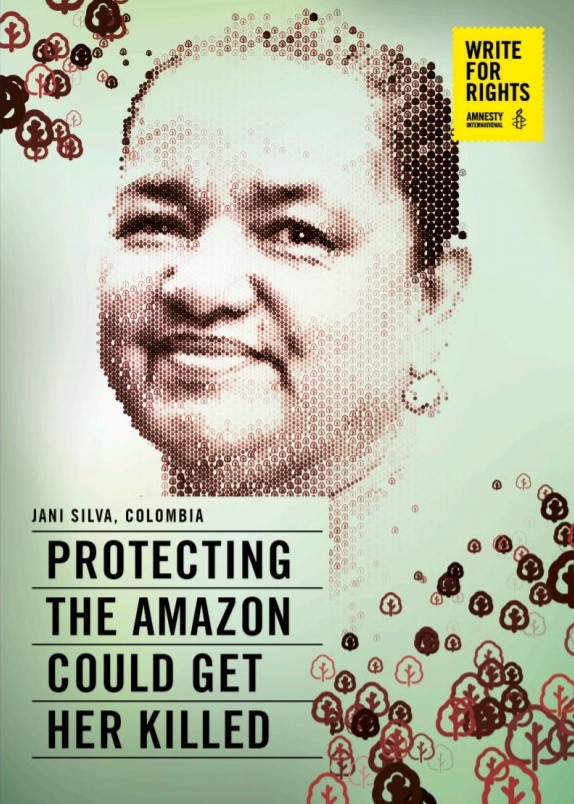 WRITE
FOR
RIGHTS
AMNESTY
INTERNATIONAL
JANI SILVA, COLOMBIA
PROTECTING
THE AMAZON
COULD GET
HER KILLED